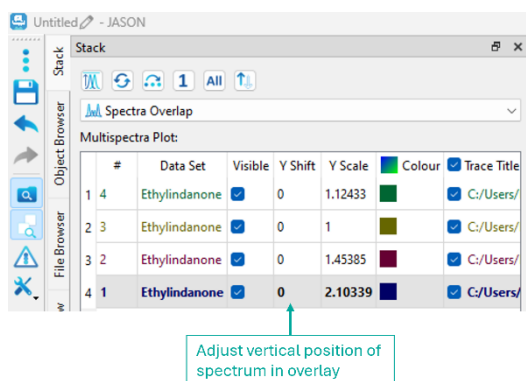 Untitled - JASON
Stack
Stack
1 All
Spectra Overlap
Object Browser
Multispectra Plot:
# Data Set Visible Y Shift Y Scale Colour Trace Title
1 4 Ethylindanone 0 1.12433 C:/Users/
2 3 Ethylindanone 0 1 C:/Users/
File Browser
3 2 Ethylindanone 0 1.45385 C:/Users/
4 1 Ethylindanone 0 2.10339 C:/Users/
Adjust vertical position of
spectrum in overlay